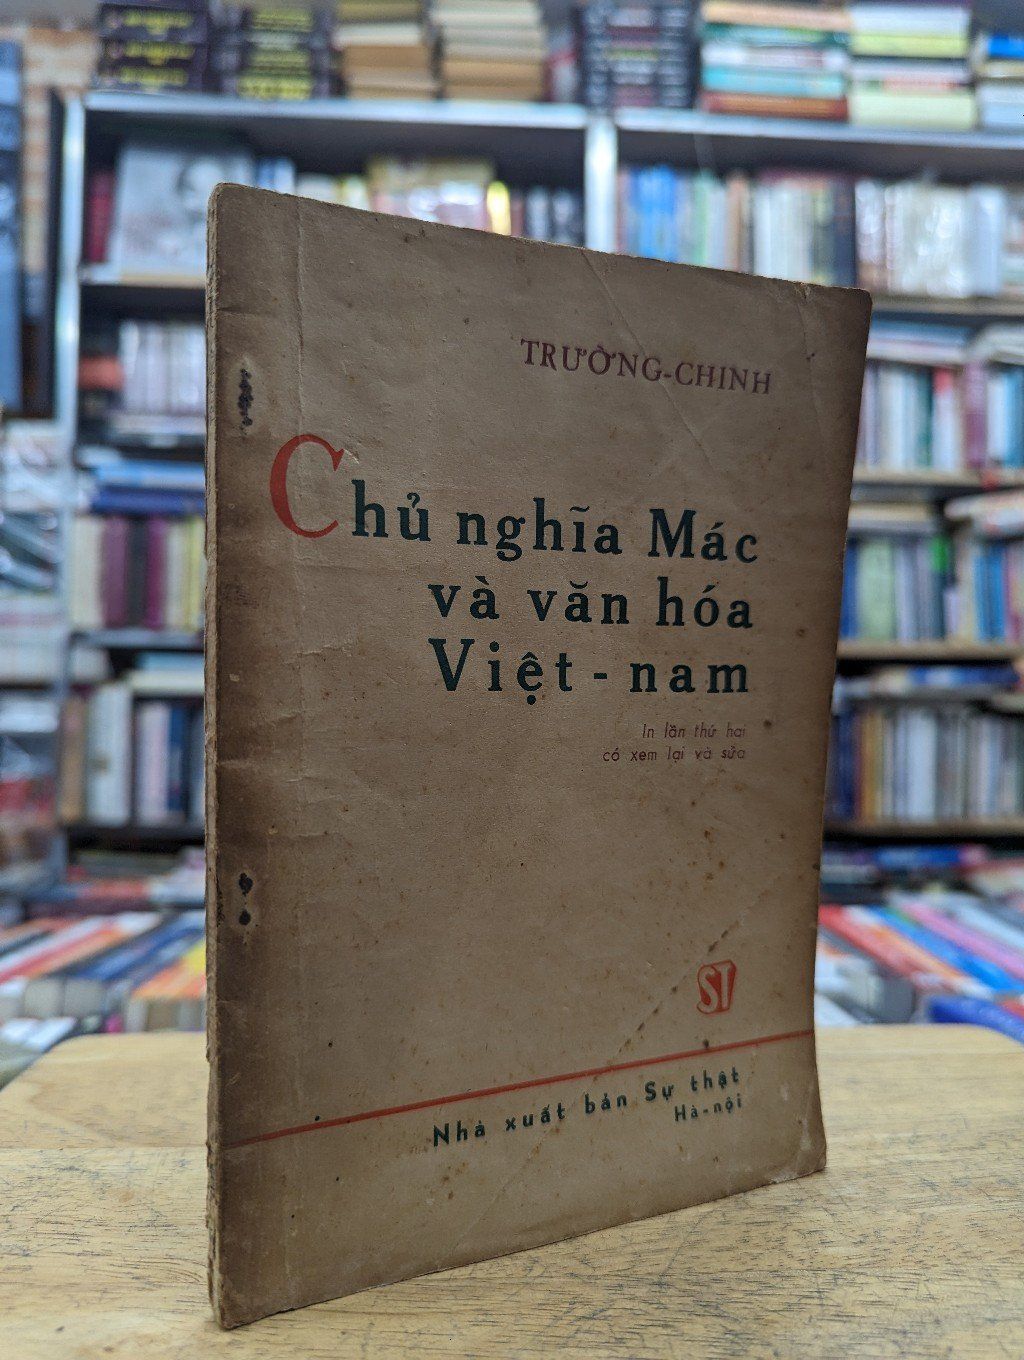 TRƯỜNG-CHINH
Chủ nghĩa Mác
và văn hóa
Việt-nam
In lần thứ hai
có xem lại và sửa
ST
Nhà xuất bản Sự thật
Hà-nội